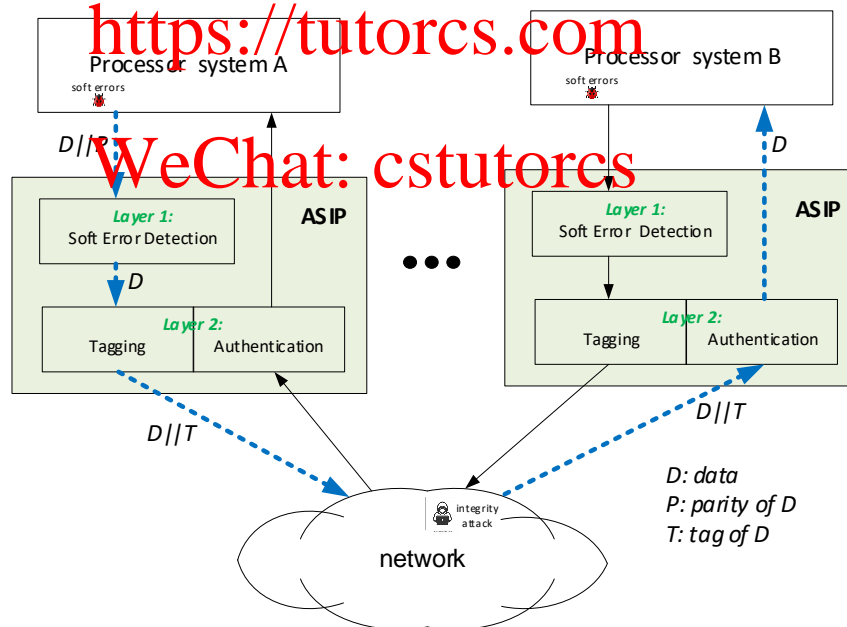 https://tutorcs.com
Processor system A
soft errors
D||P
WeChat: cstutorcs
Layer 1:
Soft Error Detection
ASIP
D
Layer 2:
Tagging
Authentication
D||T
Processor system B
soft errors
D
Layer 1:
Soft Error Detection
ASIP
Layer 2:
Tagging
Authentication
D||T
integrity
attack
network
D: data
P: parity of D
T: tag of D